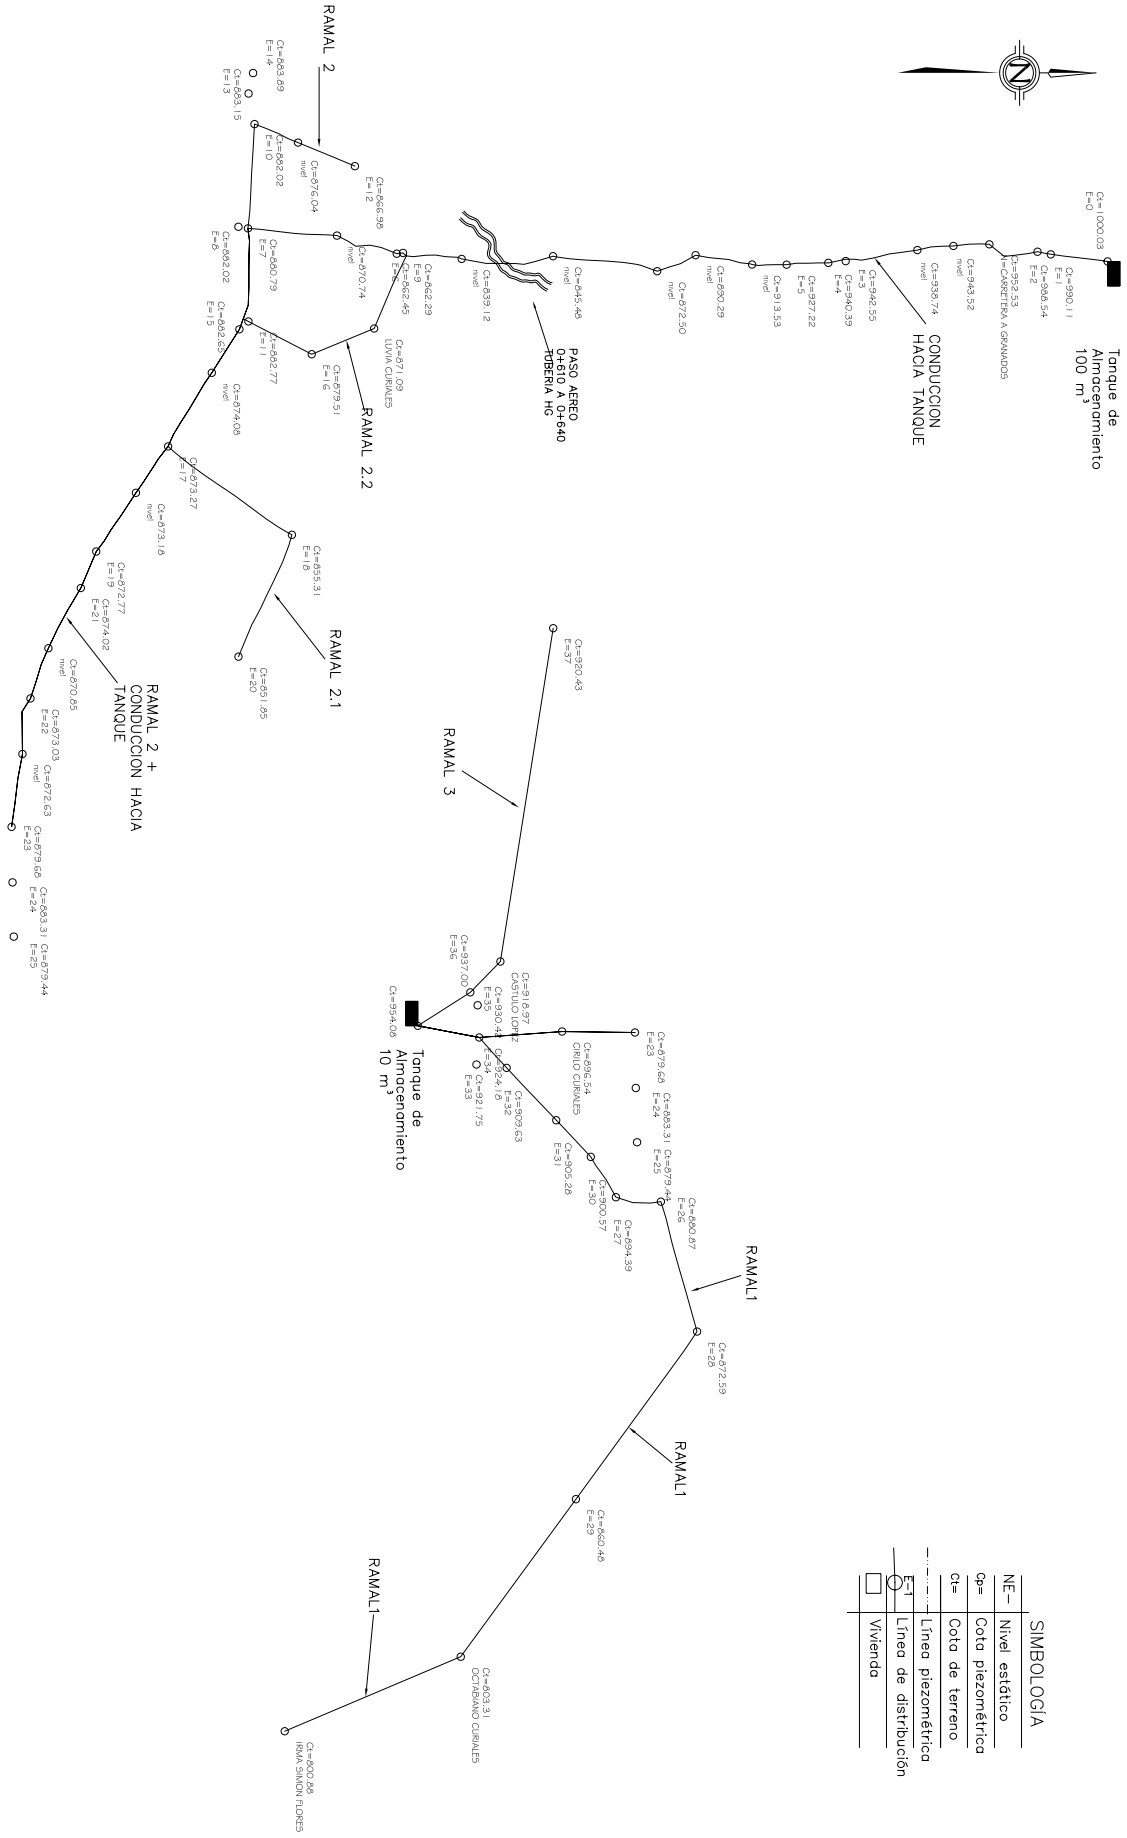 N
Tanque de
Almacenamiento
100 m³
Ct=1000.03
E=0
Ct=990.11
E=1
Ct=988.54
E=2
Ct=952.53
CARRETERA A GRANADOS
Ct=943.52
nivel
Ct=938.74
nivel
CONDUCCION
HACIA TANQUE
Ct=942.55
E=3
Ct=940.39
E=4
Ct=927.22
E=5
Ct=913.53
nivel
Ct=890.29
nivel
Ct=872.50
Ct=845.48
nivel
PASO AEREO
0+610 A 0+640
TUBERIA HG
Ct=839.12
nivel
Ct=862.29
E=9
Ct=862.45
E=6
Ct=870.74
nivel
Ct=871.09
LUVIA CURIALES
RAMAL 2.2
Ct=879.51
E=16
Ct=882.77
E=11
Ct=880.79
E=7
Ct=882.02
E=8
RAMAL 2
Ct=866.98
E=12
Ct=876.04
nivel
Ct=882.02
E=10
Ct=883.15
E=13
Ct=883.89
E=14
Ct=882.65
E=15
Ct=874.08
nivel
Ct=873.27
E=17
Ct=855.31
E=18
RAMAL 2.1
Ct=851.85
E=20
Ct=873.18
nivel
Ct=872.77
E=19
Ct=874.02
E=21
Ct=870.85
nivel
RAMAL 2 +
CONDUCCION HACIA
TANQUE
Ct=873.03
E=22
Ct=872.63
nivel
Ct=879.68
E=23
Ct=883.31
E=24
Ct=879.44
E=25
Ct=920.43
E=37
RAMAL 3
Ct=918.97
CASTULO LOPEZ
Ct=937.00
E=36
Ct=930.42
E=35
Ct=954.08
Tanque de
Almacenamiento
10 m³
Ct=924.18
E=34
Ct=921.75
E=33
Ct=909.63
E=32
Ct=896.54
CIRILO CURIALES
Ct=879.68
E=23
Ct=883.31
E=24
Ct=879.44
E=25
Ct=905.28
E=31
Ct=900.57
E=30
Ct=894.39
E=27
Ct=880.87
E=26
RAMAL1
Ct=872.59
E=28
RAMAL1
Ct=860.48
E=29
RAMAL1
Ct=803.31
OCTABIANO CURIALES
Ct=800.88
IRMA SIMON FLORES
SIMBOLOGÍA
NE— Nivel estático
Cp= Cota piezométrica
Ct= Cota de terreno
Línea piezométrica
E-1 Línea de distribución
Vivienda